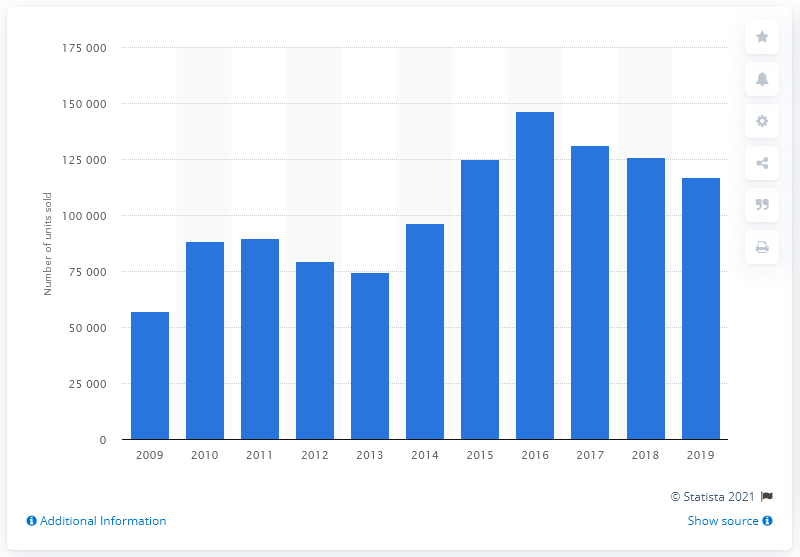 175 000
150 000
125 000
100 000
75 000
50 000
25 000
0
Number of units sold
2009 2010 2011 2012 2013 2014 2015 2016 2017 2018 2019
© Statista 2021
Additional Information
Show source